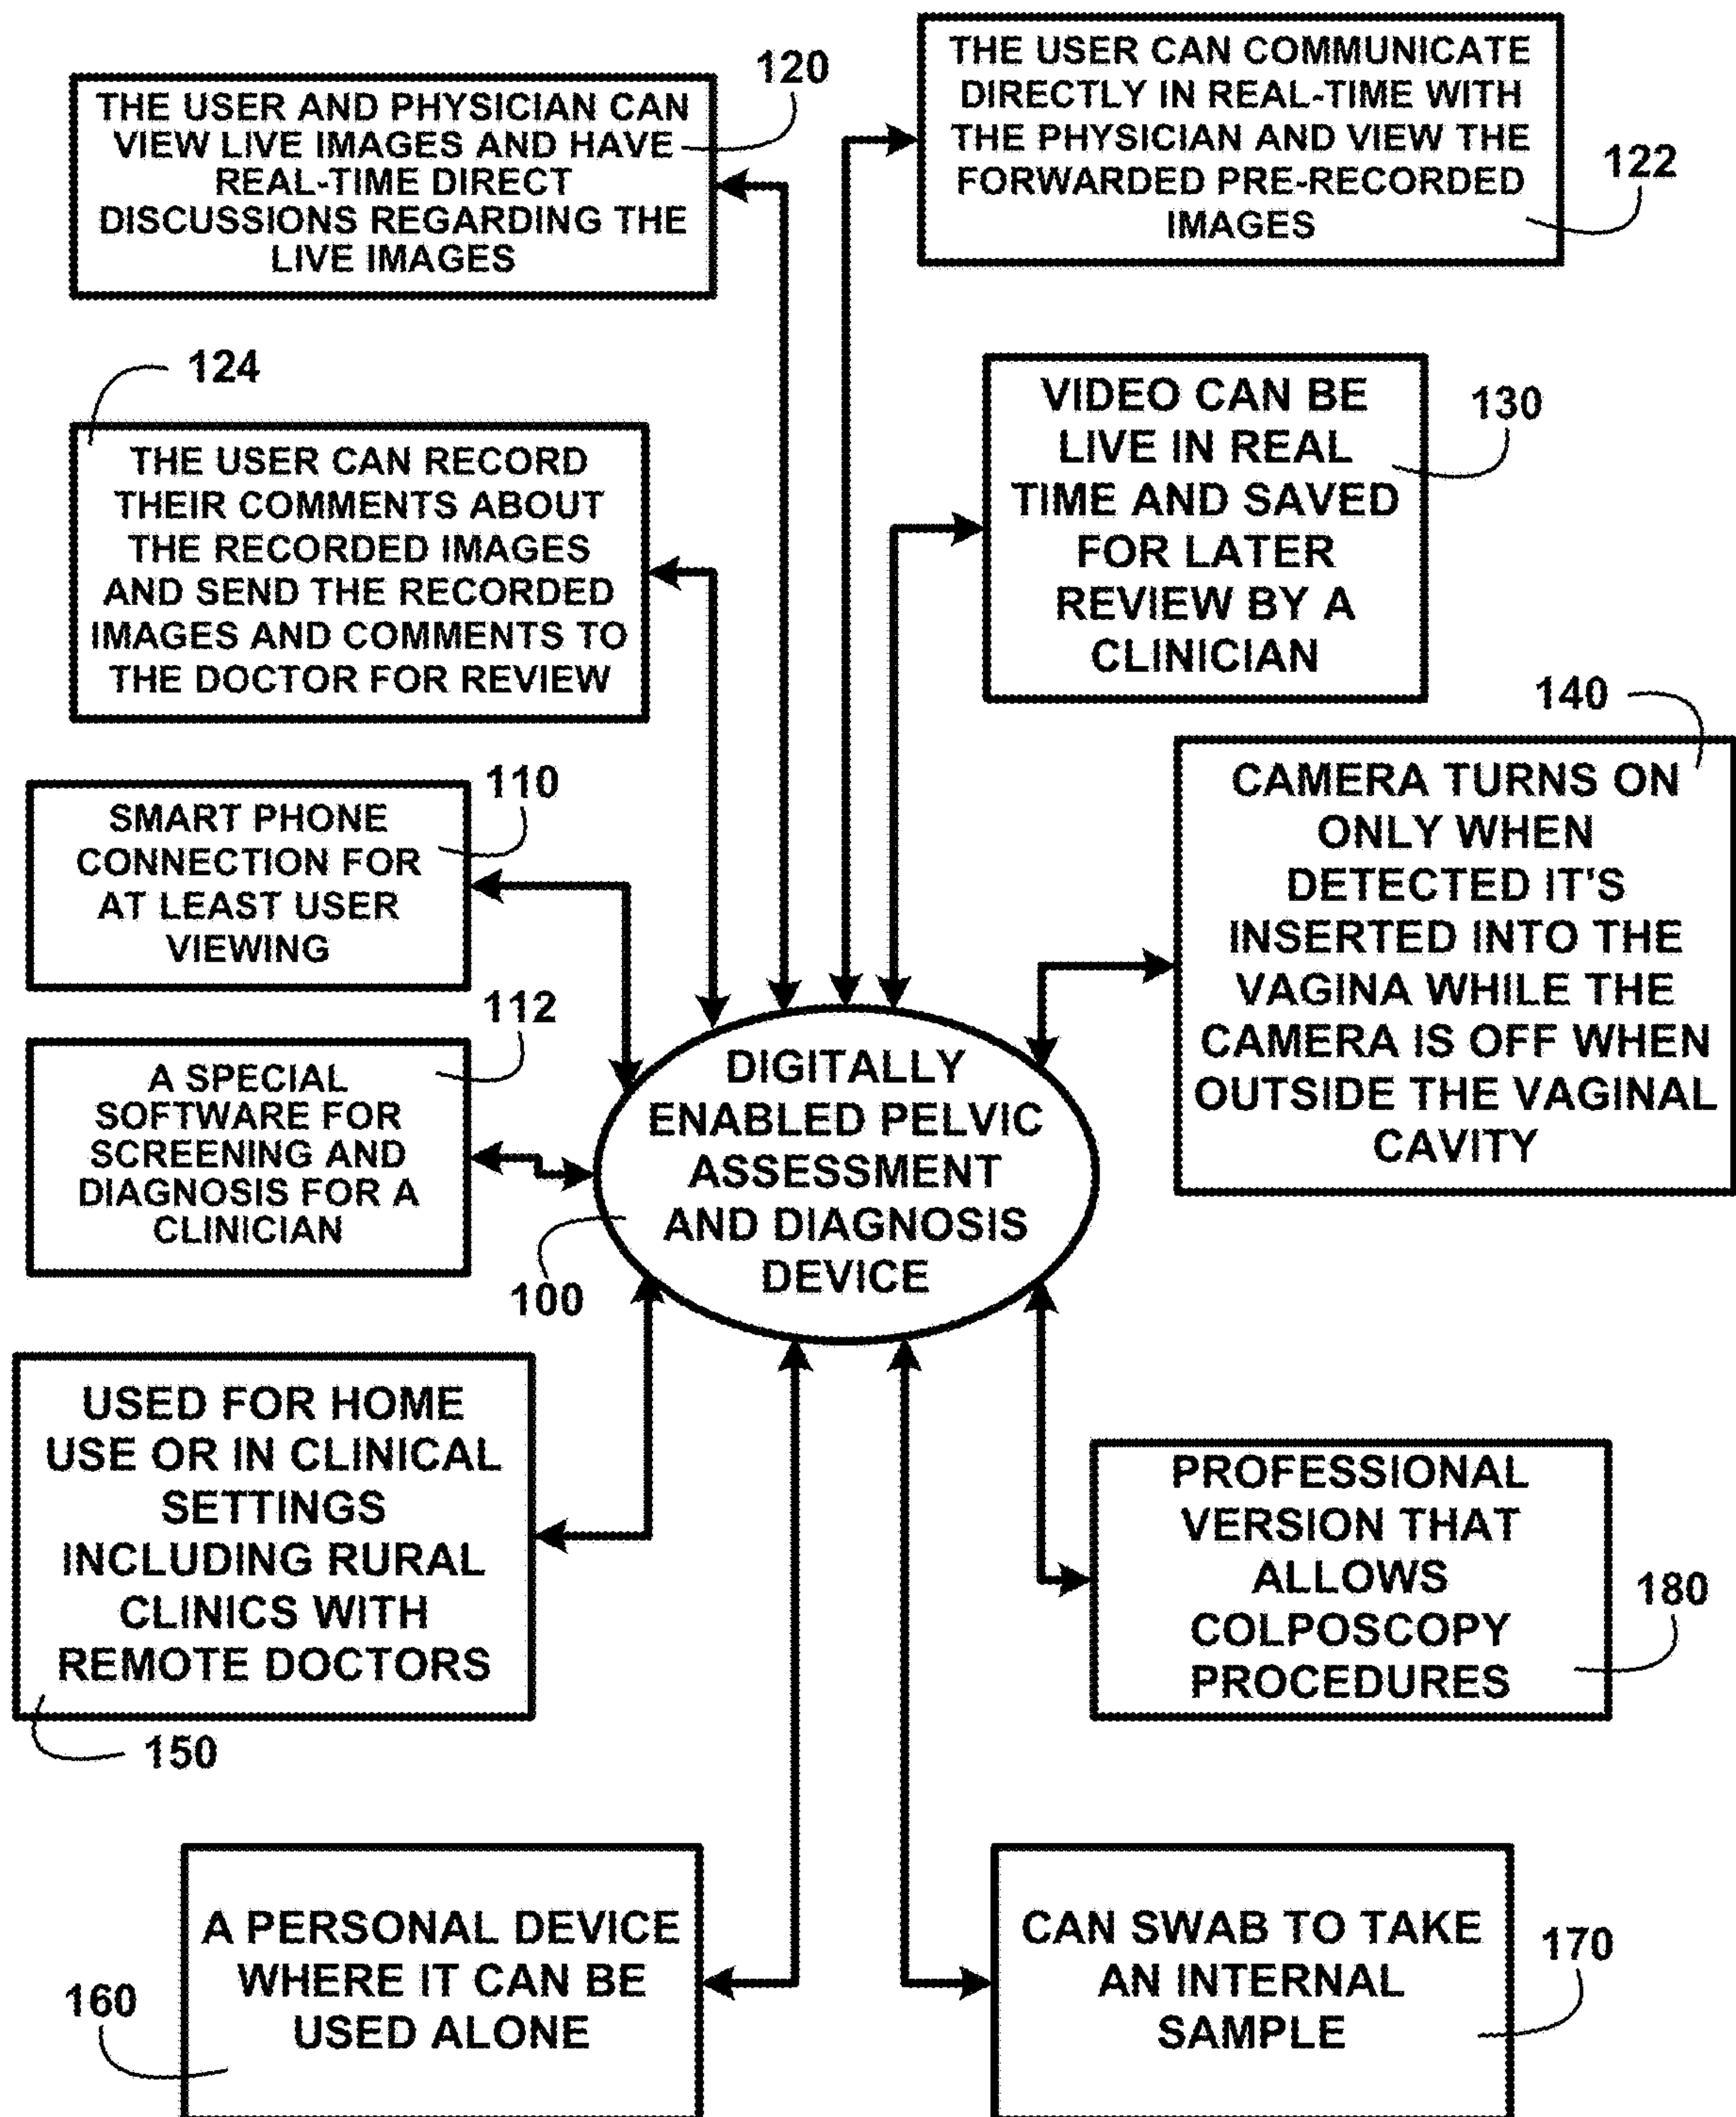 120
THE USER AND PHYSICIAN CAN
VIEW LIVE IMAGES AND HAVE
REAL-TIME DIRECT
DISCUSSIONS REGARDING THE
LIVE IMAGES
THE USER CAN COMMUNICATE
DIRECTLY IN REAL-TIME WITH
THE PHYSICIAN AND VIEW THE
FORWARDED PRE-RECORDED
IMAGES
122
124
THE USER CAN RECORD
THEIR COMMENTS ABOUT
THE RECORDED IMAGES
AND SEND THE RECORDED
IMAGES AND COMMENTS TO
THE DOCTOR FOR REVIEW
VIDEO CAN BE
LIVE IN REAL
TIME AND SAVED
FOR LATER
REVIEW BY A
CLINICIAN
130
110
SMART PHONE
CONNECTION FOR
AT LEAST USER
VIEWING
140
CAMERA TURNS ON
ONLY WHEN
DETECTED IT'S
INSERTED INTO THE
VAGINA WHILE THE
CAMERA IS OFF WHEN
OUTSIDE THE VAGINAL
CAVITY
112
A SPECIAL
SOFTWARE FOR
SCREENING AND
DIAGNOSIS FOR A
CLINICIAN
DIGITALLY
ENABLED PELVIC
ASSESSMENT
AND DIAGNOSIS
DEVICE
100
USED FOR HOME
USE OR IN CLINICAL
SETTINGS
INCLUDING RURAL
CLINICS WITH
REMOTE DOCTORS
150
PROFESSIONAL
VERSION THAT
ALLOWS
COLPOSCOPY
PROCEDURES
180
A PERSONAL DEVICE
WHERE IT CAN BE
USED ALONE
160
CAN SWAB TO TAKE
AN INTERNAL
SAMPLE
170